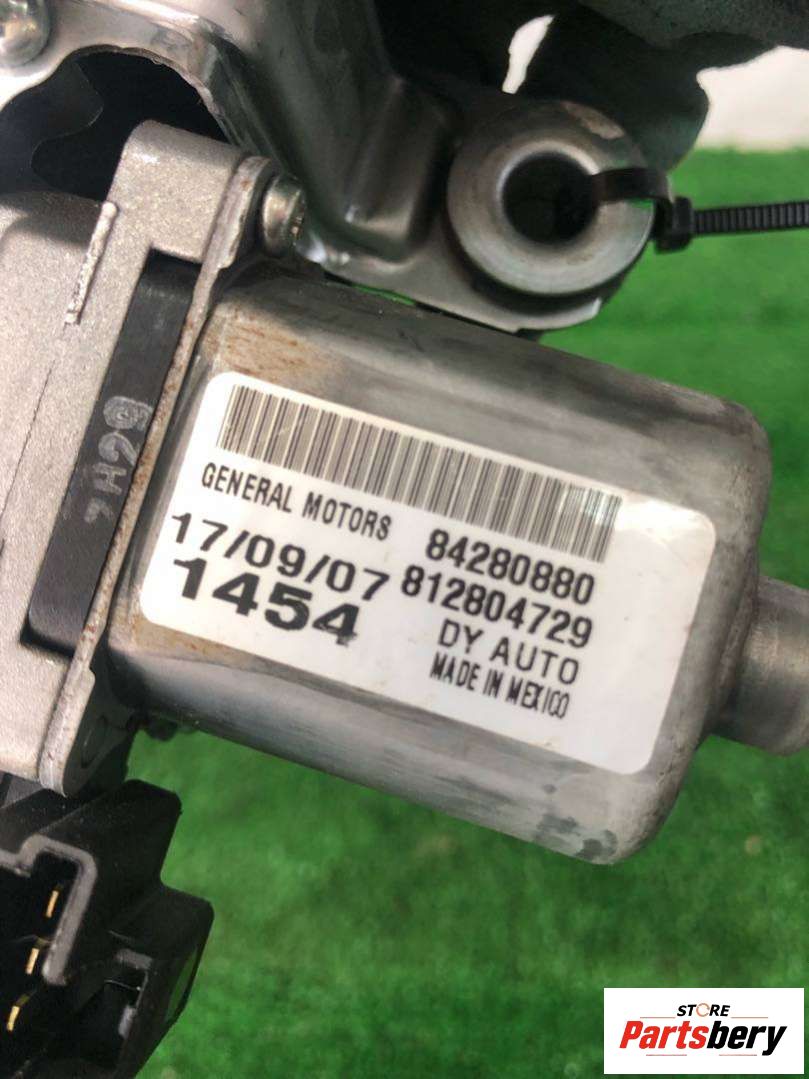 GENERAL MOTORS 84280880
17/09/07 812804729
1454 DY AUTO
MADE IN MEXICO
STORE
Partsbery